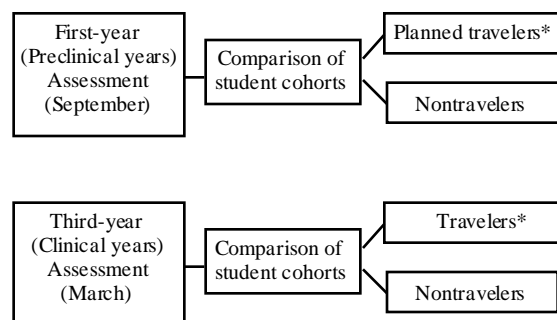 First-year
(Preclinical years)
Assessment
(September)
Comparison of
student cohorts
Planned travelers*
Nontravelers
Third-year
(Clinical years)
Assessment
(March)
Comparison of
student cohorts
Travelers*
Nontravelers